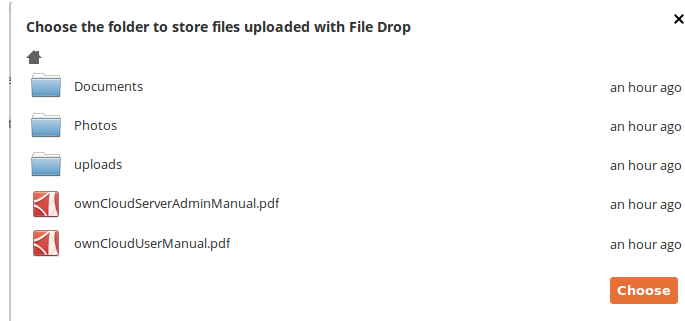 Choose the folder to store files uploaded with File Drop
Documents an hour ago
Photos an hour ago
uploads an hour ago
ownCloudServerAdminManual.pdf an hour ago
ownCloudUserManual.pdf an hour ago
Choose